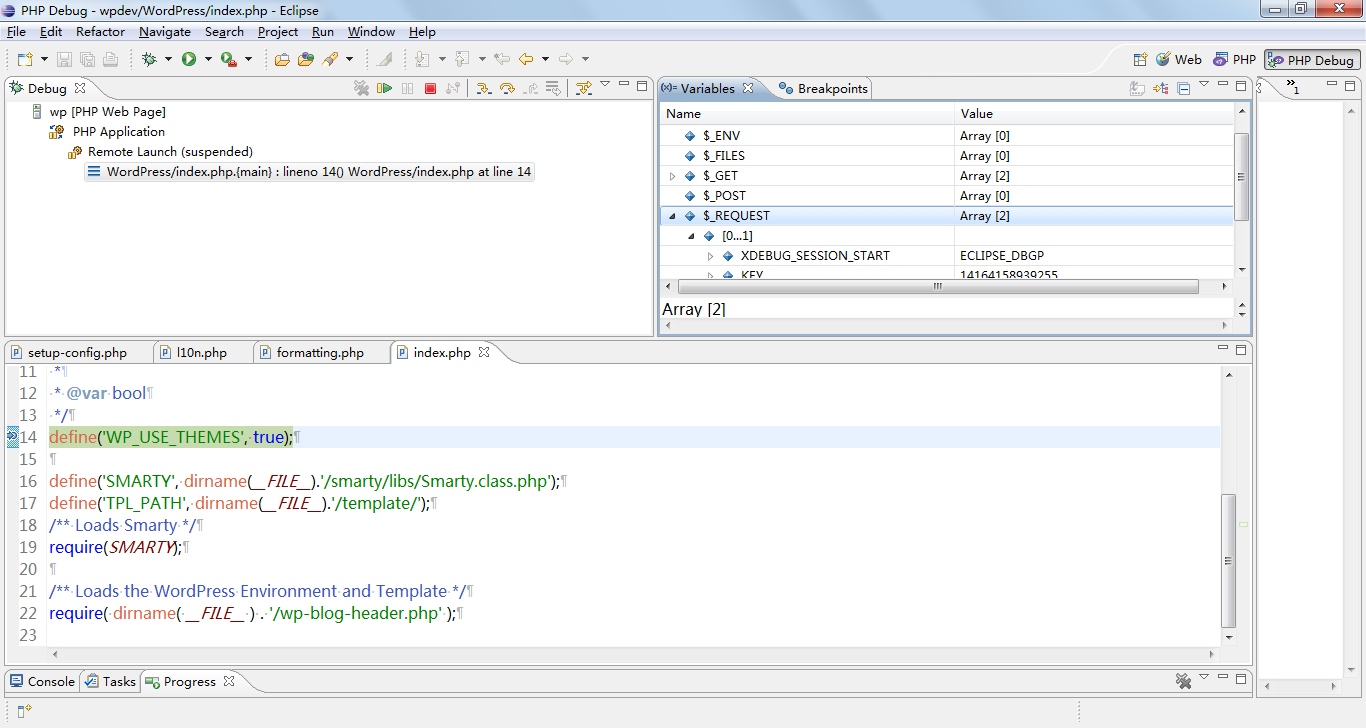 PHP Debug - wpdev/WordPress/index.php - Eclipse
File Edit Refactor Navigate Search Project Run Window Help
Web PHP PHP Debug
Debug
wp [PHP Web Page]
PHP Application
Remote Launch (suspended)
WordPress/index.php.{main} : lineno 14() WordPress/index.php at line 14
(x)= Variables Breakpoints
Name Value
$_ENV Array [0]
$_FILES Array [0]
$_GET Array [2]
$_POST Array [0]
$_REQUEST Array [2]
[0...1]
XDEBUG_SESSION_START ECLIPSE_DBGP
KEY 14164158939255
Array [2]
»1
setup-config.php l10n.php formatting.php index.php
11 ·*¶
12 ·*·@var·bool¶
13 ·*/¶
14 define('WP_USE_THEMES',·true);¶
15 ¶
16 define('SMARTY',·dirname(__FILE__).'/smarty/libs/Smarty.class.php');¶
17 define('TPL_PATH',·dirname(__FILE__).'/template/');¶
18 /**·Loads·Smarty·*/¶
19 require(SMARTY);¶
20 ¶
21 /**·Loads·the·WordPress·Environment·and·Template·*/¶
22 require(·dirname(·__FILE__·)·.·'/wp-blog-header.php'·);¶
23
Console Tasks Progress